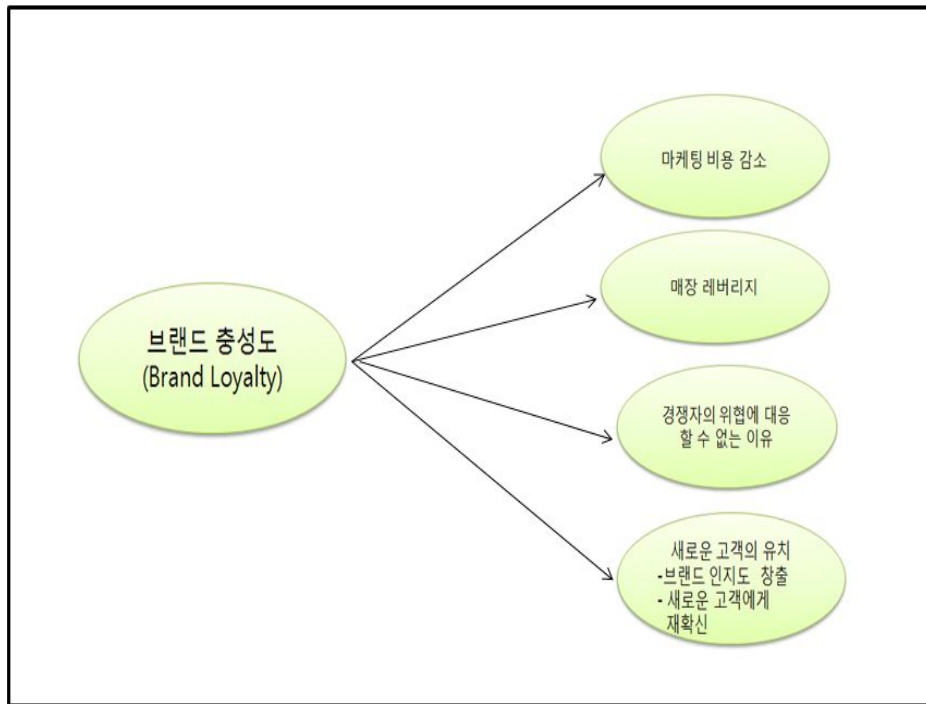 브랜드 충성도
(Brand Loyalty)
마케팅 비용 감소
매장 레버리지
경쟁자의 위협에 대응
할 수 없는 이유
새로운 고객의 유치
-브랜드 인지도 창출
- 새로운 고객에게
재확신